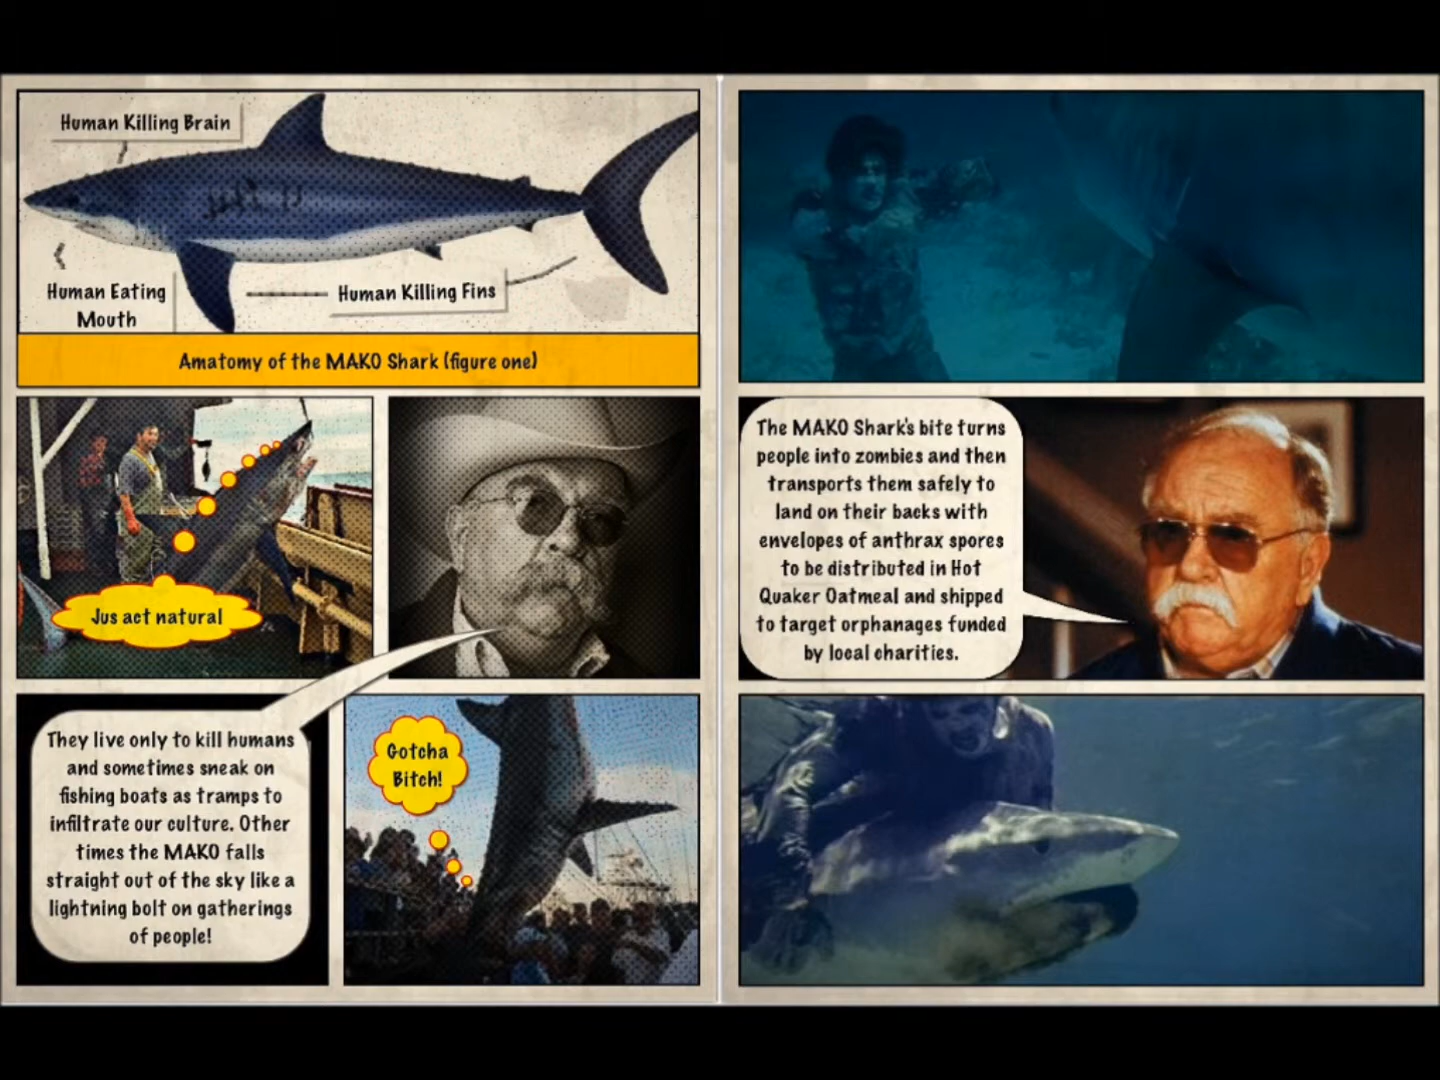 Human Killing Brain
Human Eating
Mouth
Human Killing Fins
Amatomy of the MAKO Shark (figure one)
Jus act natural
They live only to kill humans
and sometimes sneak on
fishing boats as tramps to
infiltrate our culture. Other
times the MAKO falls
straight out of the sky like a
lightning bolt on gatherings
of people!
Gotcha
Bitch!
The MAKO Shark's bite turns
people into zombies and then
transports them safely to
land on their backs with
envelopes of anthrax spores
to be distributed in Hot
Quaker Oatmeal and shipped
to target orphanages funded
by local charities.